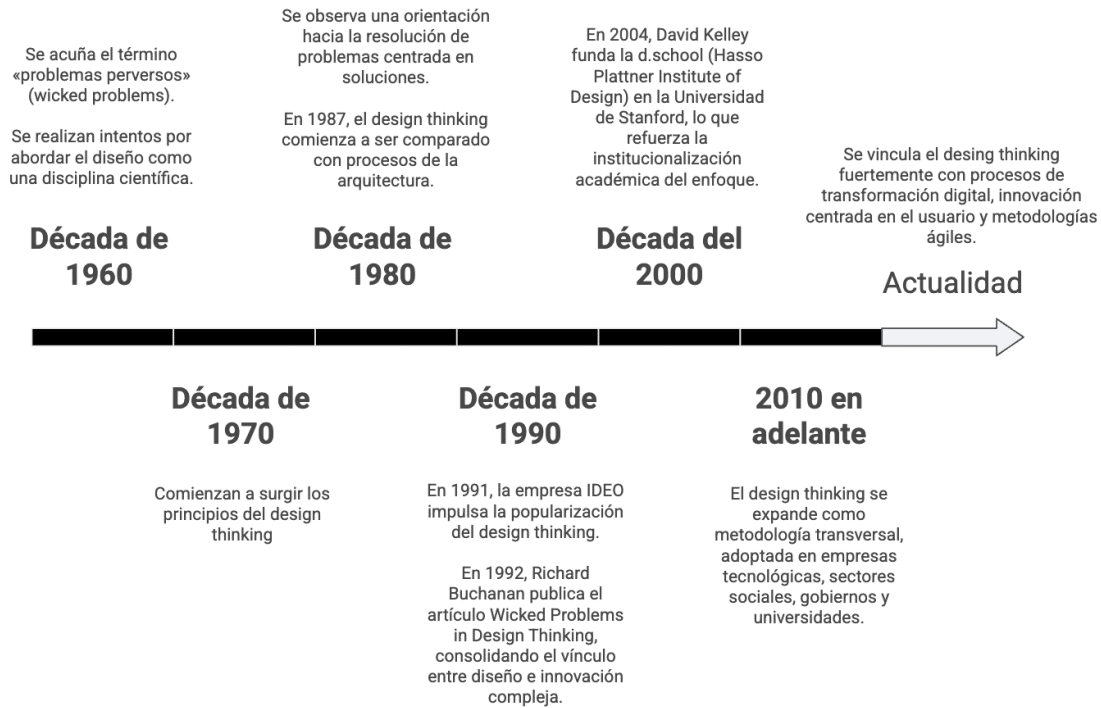 Se acuña el término
«problemas perversos»
(wicked problems).
Se realizan intentos por
abordar el diseño como
una disciplina científica.
Década de
1960
Comienzan a surgir los
principios del design
thinking
Década de
1970
Se observa una orientación
hacia la resolución de
problemas centrada en
soluciones.
En 1987, el design thinking
comienza a ser comparado
con procesos de la
arquitectura.
Década de
1980
Década de
1990
En 1991, la empresa IDEO
impulsa la popularización
del design thinking.
En 1992, Richard
Buchanan publica el
artículo Wicked Problems
in Design Thinking,
consolidando el vínculo
entre diseño e innovación
compleja.
En 2004, David Kelley
funda la d.school (Hasso
Plattner Institute of
Design) en la Universidad
de Stanford, lo que
refuerza la
institucionalización
académica del enfoque.
Década del
2000
2010 en
adelante
El design thinking se
expande como
metodología transversal,
adoptada en empresas
tecnológicas, sectores
sociales, gobiernos y
universidades.
Se vincula el desing thinking
fuertemente con procesos de
transformación digital, innovación
centrada en el usuario y metodologías
ágiles.
Actualidad